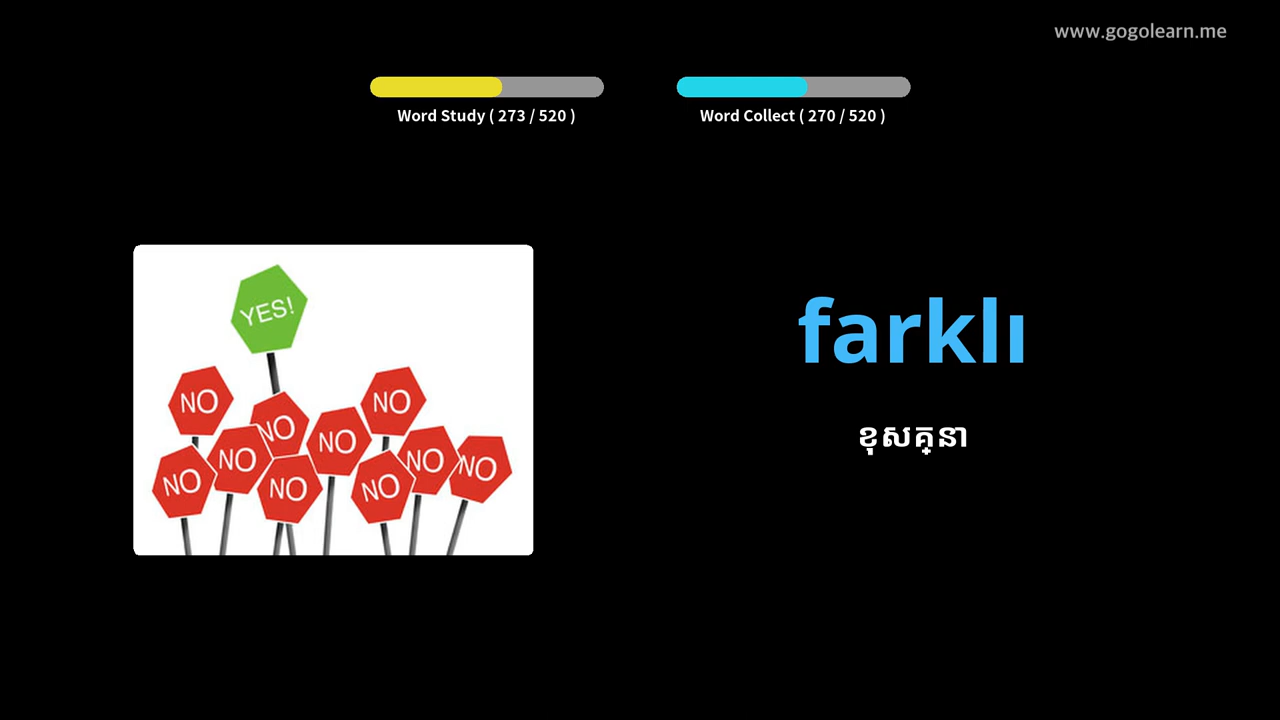 www.gogolearn.me
Word Study ( 273 / 520 )
Word Collect ( 270 / 520 )
YES!
NO
NO
NO
NO
NO
NO
NO
NO
NO
NO
farklı
ខុសគ្នា